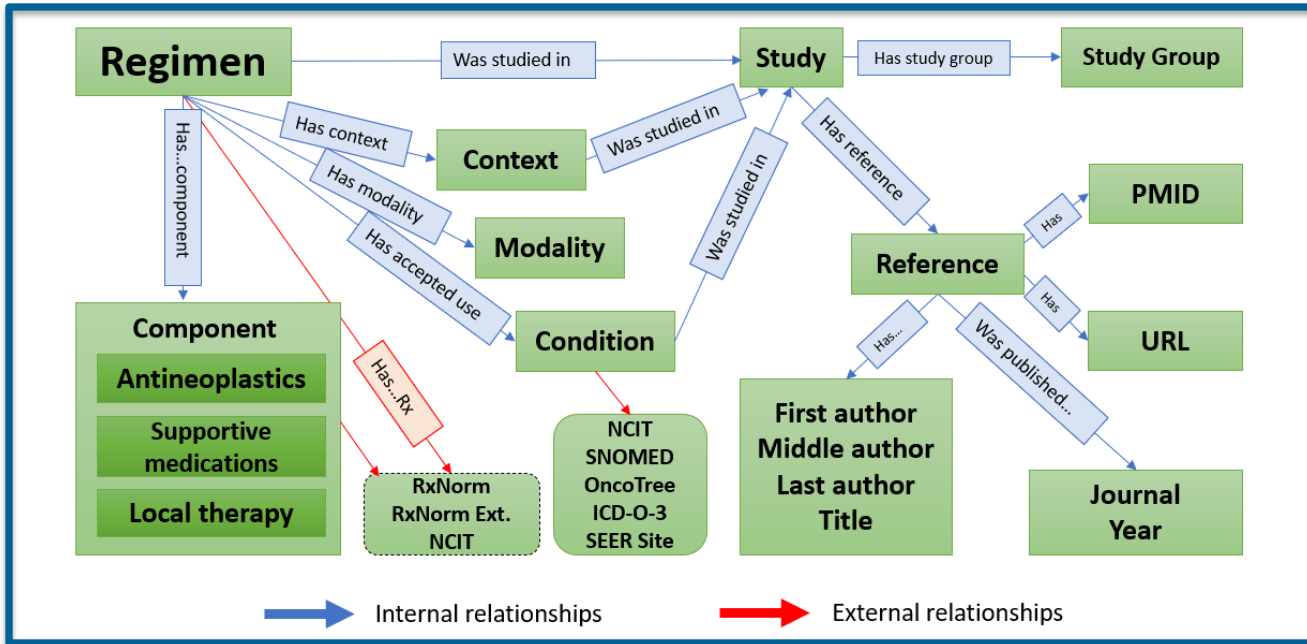 Regimen
Was studied in
Study
Has study group
Study Group
Has...component
Has context
Context
Was studied in
Has modality
Modality
Has accepted use
Was studied in
Has reference
Has
PMID
Reference
Has
URL
Component
Antineoplastics
Supportive
medications
Local therapy
Has...Rx
Condition
RxNorm
RxNorm Ext.
NCIT
NCIT
SNOMED
OncoTree
ICD-O-3
SEER Site
Has...
Was published...
First author
Middle author
Last author
Title
Journal
Year
Internal relationships
External relationships